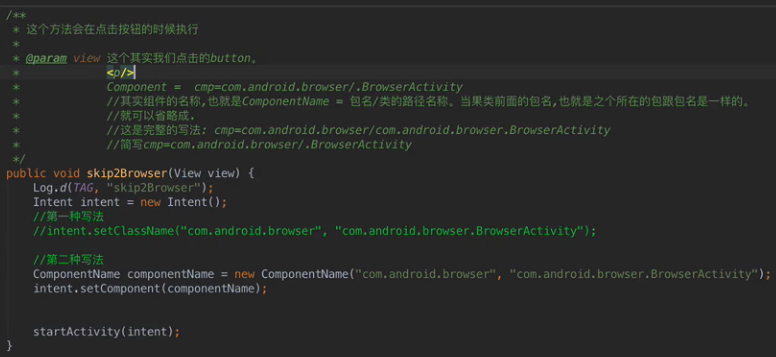 /**
* 这个方法会在点击按钮的时候执行
*
* @param view 这个其实我们点击的button。
* <p/>
* Component =  cmp=com.android.browser/.BrowserActivity
* //其实组件的名称,也就是ComponentName = 包名/类的路径名称。当果类前面的包名,也就是之个所在的包跟包名是一样的。
* //就可以省略成.
* //这是完整的写法: cmp=com.android.browser/com.android.browser.BrowserActivity
* //简写cmp=com.android.browser/.BrowserActivity
*/
public void skip2Browser(View view) {
Log.d(TAG, "skip2Browser");
Intent intent = new Intent();
//第一种写法
//intent.setClassName("com.android.browser", "com.android.browser.BrowserActivity");
//第二种写法
ComponentName componentName = new ComponentName("com.android.browser", "com.android.browser.BrowserActivity");
intent.setComponent(componentName);
startActivity(intent);
}